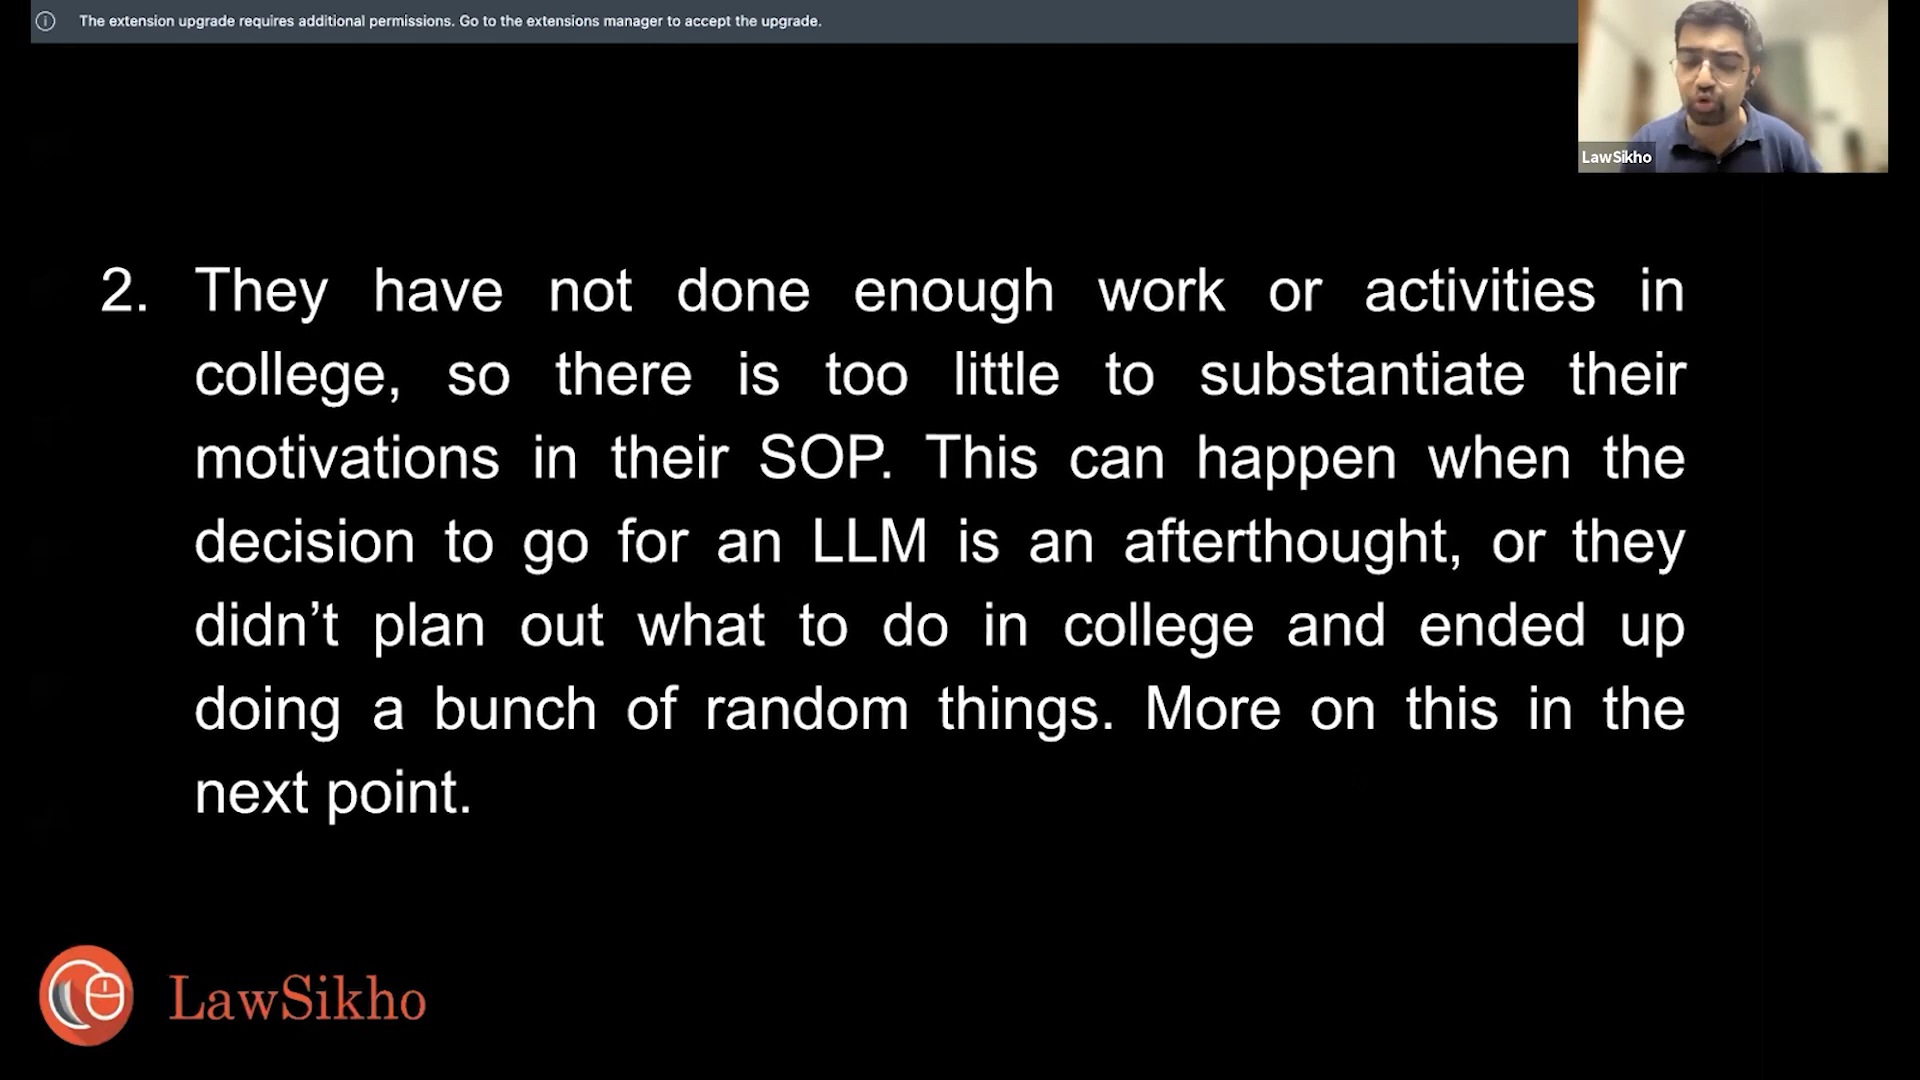 The extension upgrade requires additional permissions. Go to the extensions manager to accept the upgrade.
LawSikho
2. They have not done enough work or activities in
college, so there is too little to substantiate their
motivations in their SOP. This can happen when the
decision to go for an LLM is an afterthought, or they
didn’t plan out what to do in college and ended up
doing a bunch of random things. More on this in the
next point.
LawSikho